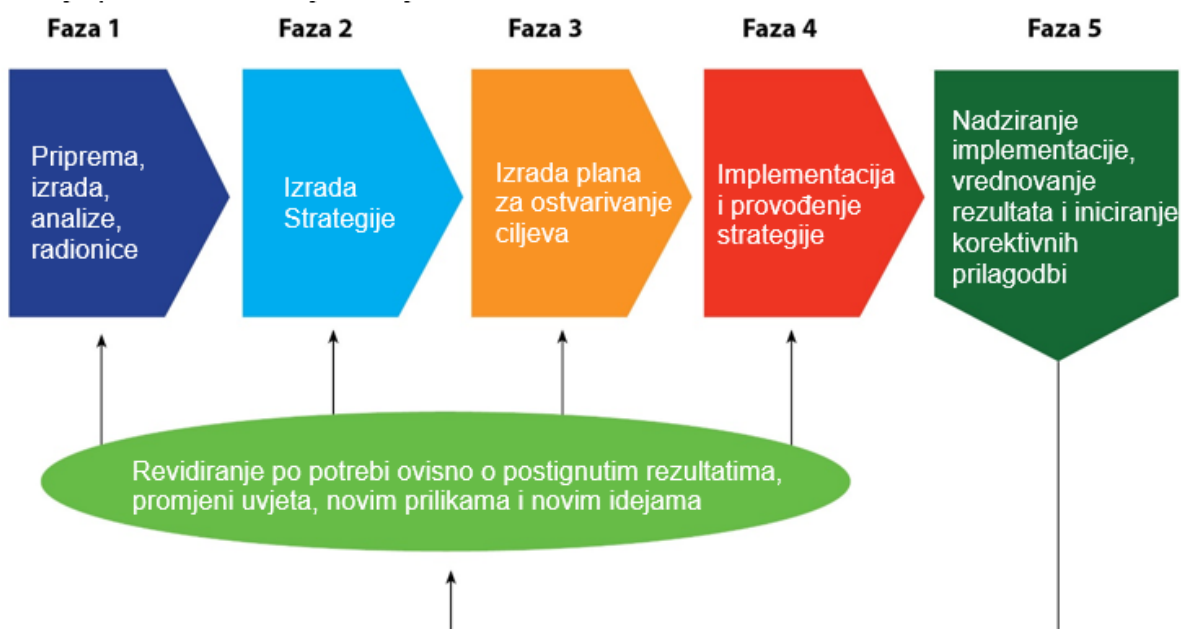 Faza 1
Faza 2
Faza 3
Faza 4
Faza 5
Priprema,
izrada,
analize,
radionice
Izrada
Strategije
Izrada plana
za ostvarivanje
ciljeva
Implementacija
i provođenje
strategije
Nadziranje
implementacije,
vrednovanje
rezultata i iniciranje
korektivnih
prilagodbi
Revidiranje po potrebi ovisno o postignutim rezultatima,
promjeni uvjeta, novim prilikama i novim idejama